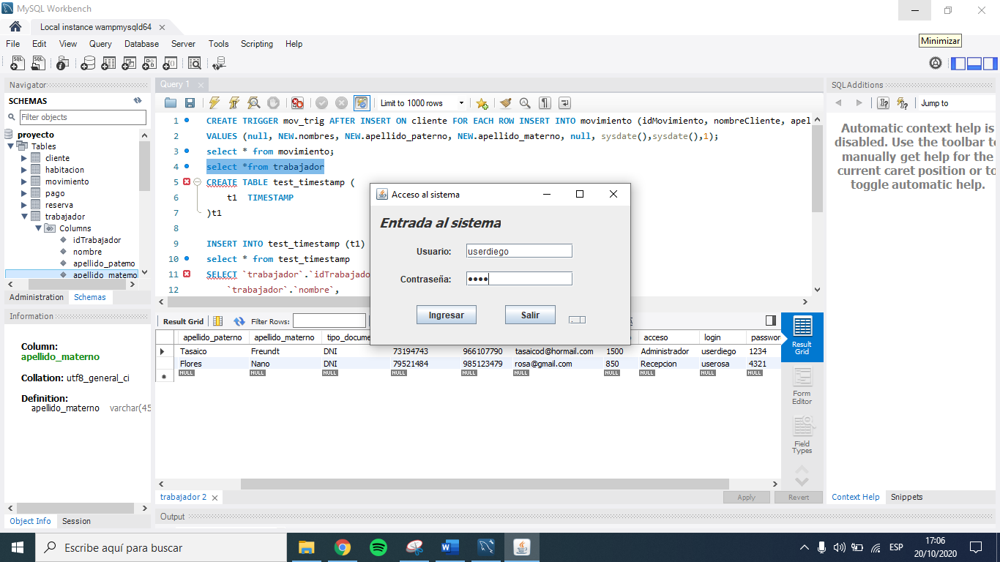 MySQL Workbench
Local instance wampmysqld64
File Edit View Query Database Server Tools Scripting Help
Minimizar
Navigator
SCHEMAS
Filter objects
proyecto
Tables
cliente
habitacion
movimiento
pago
reserva
trabajador
Columns
idTrabajador
nombre
apellido_paterno
apellido_materno
Administration Schemas
Information
Column:
apellido_materno
Collation: utf8_general_ci
Definition:
apellido_materno varchar(45
Object Info Session
Query 1
Limit to 1000 rows
1 CREATE TRIGGER mov_trig AFTER INSERT ON cliente FOR EACH ROW INSERT INTO movimiento (idMovimiento, nombreCliente, apel
2 VALUES (null, NEW.nombres, NEW.apellido_paterno, NEW.apellido_materno, null, sysdate(),sysdate(),1);
3 select * from movimiento;
4 select *from trabajador
5 CREATE TABLE test_timestamp (
6 t1 TIMESTAMP
7 )t1
8
9 INSERT INTO test_timestamp (t1)
10 select * from test_timestamp
11 SELECT `trabajador`.`idTrabajado
12 `trabajador`.`nombre`,
Acceso al sistema
Entrada al sistema
Usuario: userdiego
Contraseña: ••••
Ingresar Salir
Result Grid Filter Rows:
apellido_paterno apellido_materno tipo_docume acceso login passwor
Tasaico Freundt DNI 73194743 966107790 tasaicod@hormail.com 1500 Administrador userdiego 1234
Flores Nano DNI 79521484 985123479 rosa@gmail.com 850 Recepcion userosa 4321
NULL NULL NULL NULL NULL NULL NULL NULL NULL NULL
Result Grid
Form Editor
Field Types
trabajador 2
Apply Revert
Output
SQLAdditions
Jump to
Automatic context help is
disabled. Use the toolbar to
manually get help for the
current caret position or to
toggle automatic help.
Context Help Snippets
Escribe aquí para buscar
ESP
17:06
20/10/2020